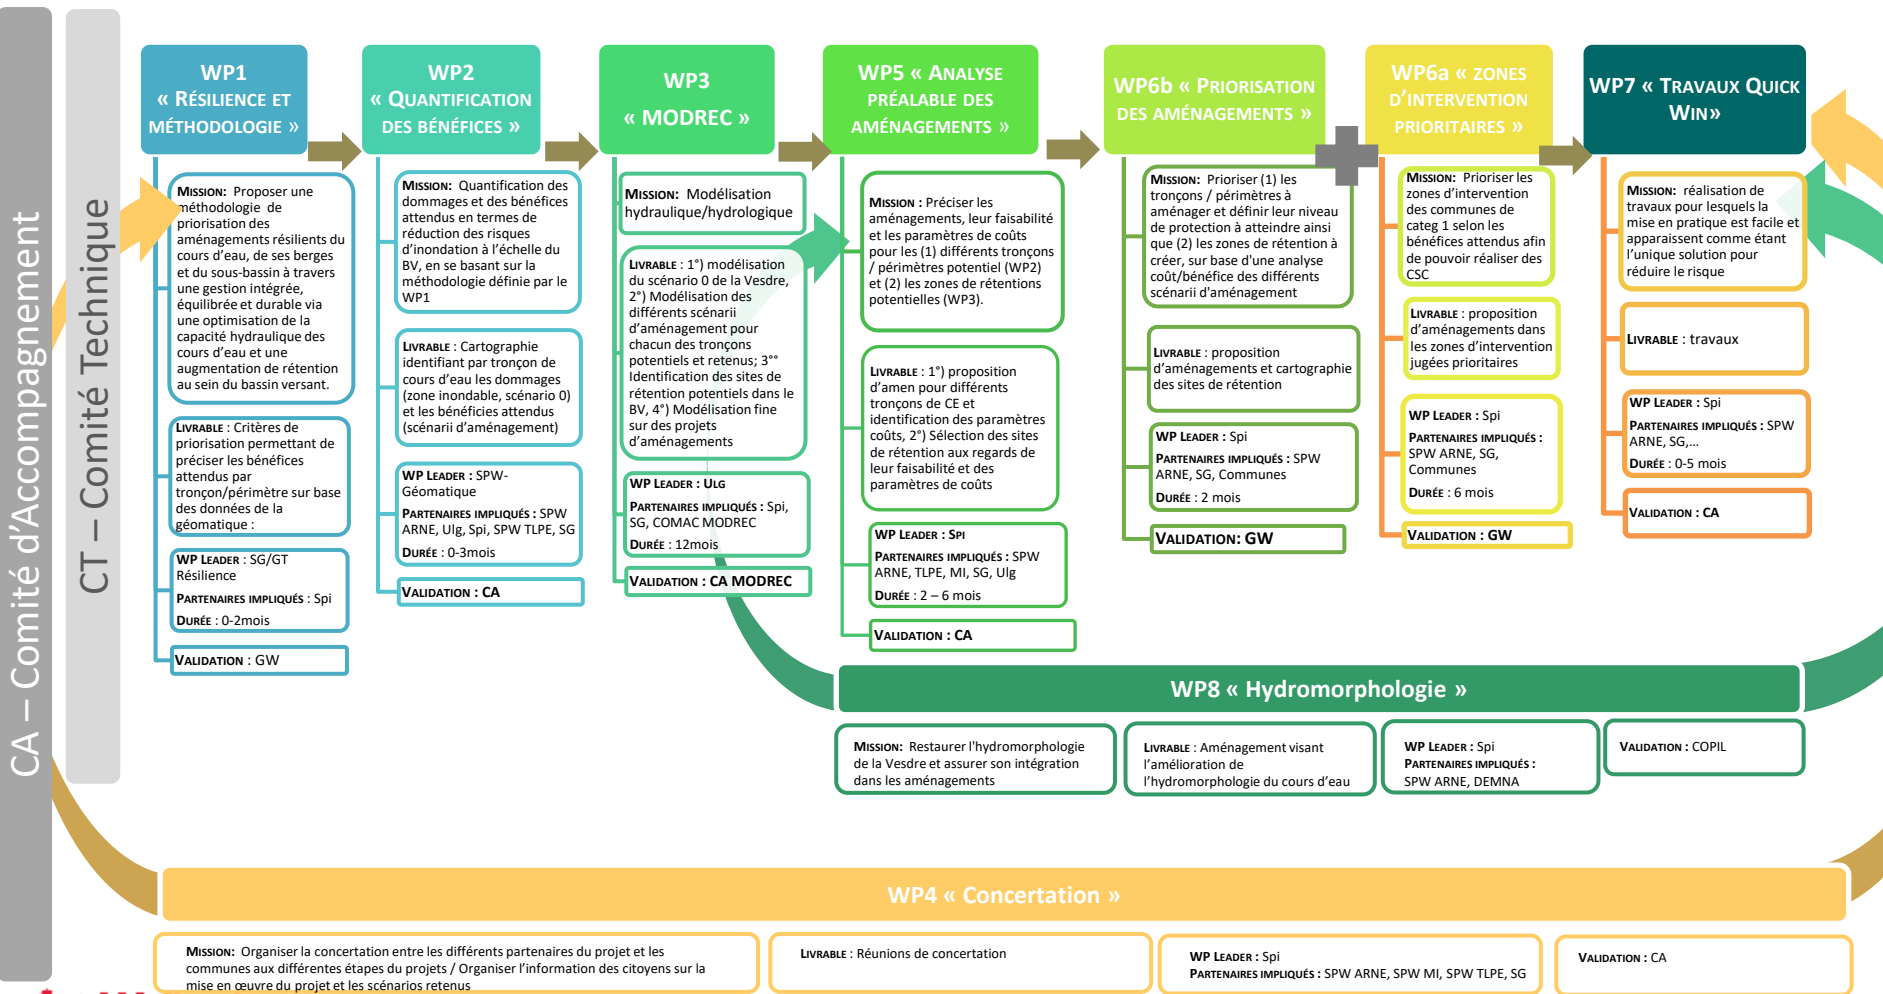 CA – Comité d'Accompagnement
CT – Comité Technique
WP1
« Résilience et
méthodologie »
Mission: Proposer une
méthodologie de
priorisation des
aménagements résilients du
cours d'eau, de ses berges
et du sous-bassin à travers
une gestion intégrée,
équilibrée et durable via
une optimisation de la
capacité hydraulique des
cours d'eau et une
augmentation de rétention
au sein du bassin versant.
Livrable : Critères de
priorisation permettant de
préciser les bénéfices
attendus par
tronçon/périmètre sur base
des données de la
géomatique :
WP Leader : SG/GT
Résilience
Partenaires impliqués : Spi
Durée : 0-2mois
Validation : GW
WP2
« Quantification
des bénéfices »
Mission: Quantification des
dommages et des bénéfices
attendus en termes de
réduction des risques
d'inondation à l'échelle du
BV, en se basant sur la
méthodologie définie par le
WP1
Livrable : Cartographie
identifiant par tronçon de
cours d'eau les dommages
(zone inondable, scénario 0)
et les bénéficies attendus
(scénarii d'aménagement)
WP Leader : SPW-
Géomatique
Partenaires impliqués : SPW
ARNE, Ulg, Spi, SPW TLPE, SG
Durée : 0-3mois
Validation : CA
WP3
« MODREC »
Mission: Modélisation
hydraulique/hydrologique
Livrable : 1°) modélisation
du scénario 0 de la Vesdre,
2°) Modélisation des
différents scénarii
d'aménagement pour
chacun des tronçons
potentiels et retenus; 3°°
Identification des sites de
rétention potentiels dans le
BV, 4°) Modélisation fine
sur des projets
d'aménagements
WP Leader : Ulg
Partenaires impliqués : Spi,
SG, COMAC MODREC
Durée : 12mois
Validation : CA MODREC
WP5 « Analyse
préalable des
aménagements »
Mission : Préciser les
aménagements, leur faisabilité
et les paramètres de coûts
pour les (1) différents tronçons
/ périmètres potentiel (WP2)
et (2) les zones de rétentions
potentielles (WP3).
Livrable : 1°) proposition
d'amen pour différents
tronçons de CE et
identification des paramètres
coûts, 2°) Sélection des sites
de rétention aux regards de
leur faisabilité et des
paramètres de coûts
WP Leader : Spi
Partenaires impliqués : SPW
ARNE, TLPE, MI, SG, Ulg
Durée : 2 – 6 mois
Validation : CA
WP6b « Priorisation
des aménagements »
Mission : Prioriser (1) les
tronçons / périmètres à
aménager et définir leur niveau
de protection à atteindre ainsi
que (2) les zones de rétention à
créer, sur base d'une analyse
coût/bénéfice des différents
scénarii d'aménagement
Livrable : proposition
d'aménagements et cartographie
des sites de rétention
WP Leader : Spi
Partenaires impliqués : SPW
ARNE, SG, Communes
Durée : 2 mois
Validation: GW
WP6a « zones
d'intervention
prioritaires »
Mission: Prioriser les
zones d'intervention
des communes de
categ 1 selon les
bénéfices attendus afin
de pouvoir réaliser des
CSC
Livrable : proposition
d'aménagements dans
les zones d'intervention
jugées prioritaires
WP Leader : Spi
Partenaires impliqués :
SPW ARNE, SG,
Communes
Durée : 6 mois
Validation : GW
WP7 « Travaux Quick
Win»
Mission : réalisation de
travaux pour lesquels la
mise en pratique est facile et
apparaissent comme étant
l'unique solution pour
réduire le risque
Livrable : travaux
WP Leader : Spi
Partenaires impliqués : SPW
ARNE, SG,...
Durée : 0-5 mois
Validation : CA
WP8 « Hydromorphologie »
Mission: Restaurer l'hydromorphologie
de la Vesdre et assurer son intégration
dans les aménagements
Livrable : Aménagement visant
l'amélioration de
l'hydromorphologie du cours d'eau
WP Leader : Spi
Partenaires impliqués :
SPW ARNE, DEMNA
Validation : COPIL
WP4 « Concertation »
Mission: Organiser la concertation entre les différents partenaires du projet et les
communes aux différentes étapes du projets / Organiser l'information des citoyens sur la
mise en œuvre du projet et les scénarios retenus
Livrable : Réunions de concertation
WP Leader : Spi
Partenaires impliqués : SPW ARNE, SPW MI, SPW TLPE, SG
Validation : CA